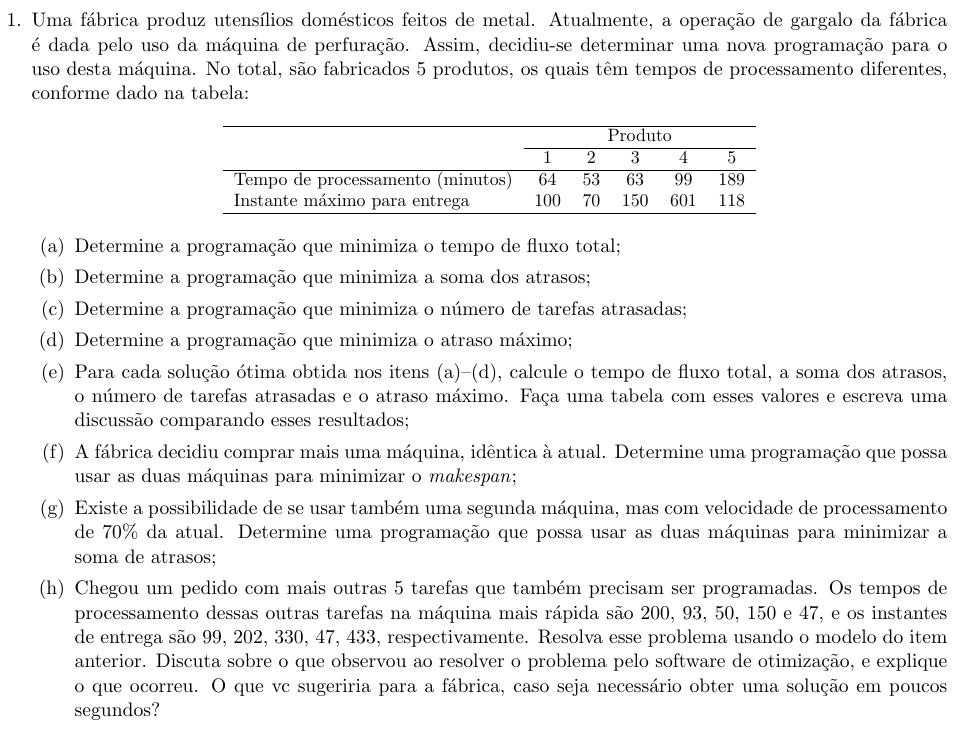 1. Uma fábrica produz utensílios domésticos feitos de metal. Atualmente, a operação de gargalo da fábrica
é dada pelo uso da máquina de perfuração. Assim, decidiu-se determinar uma nova programação para o
uso desta máquina. No total, são fabricados 5 produtos, os quais têm tempos de processamento diferentes,
conforme dado na tabela:
Produto
1 2 3 4 5
Tempo de processamento (minutos) 64 53 63 99 189
Instante máximo para entrega 100 70 150 601 118
(a) Determine a programação que minimiza o tempo de fluxo total;
(b) Determine a programação que minimiza a soma dos atrasos;
(c) Determine a programação que minimiza o número de tarefas atrasadas;
(d) Determine a programação que minimiza o atraso máximo;
(e) Para cada solução ótima obtida nos itens (a)–(d), calcule o tempo de fluxo total, a soma dos atrasos,
o número de tarefas atrasadas e o atraso máximo. Faça uma tabela com esses valores e escreva uma
discussão comparando esses resultados;
(f) A fábrica decidiu comprar mais uma máquina, idêntica à atual. Determine uma programação que possa
usar as duas máquinas para minimizar o makespan;
(g) Existe a possibilidade de se usar também uma segunda máquina, mas com velocidade de processamento
de 70% da atual. Determine uma programação que possa usar as duas máquinas para minimizar a
soma de atrasos;
(h) Chegou um pedido com mais outras 5 tarefas que também precisam ser programadas. Os tempos de
processamento dessas outras tarefas na máquina mais rápida são 200, 93, 50, 150 e 47, e os instantes
de entrega são 99, 202, 330, 47, 433, respectivamente. Resolva esse problema usando o modelo do item
anterior. Discuta sobre o que observou ao resolver o problema pelo software de otimização, e explique
o que ocorreu. O que vc sugeriria para a fábrica, caso seja necessário obter uma solução em poucos
segundos?